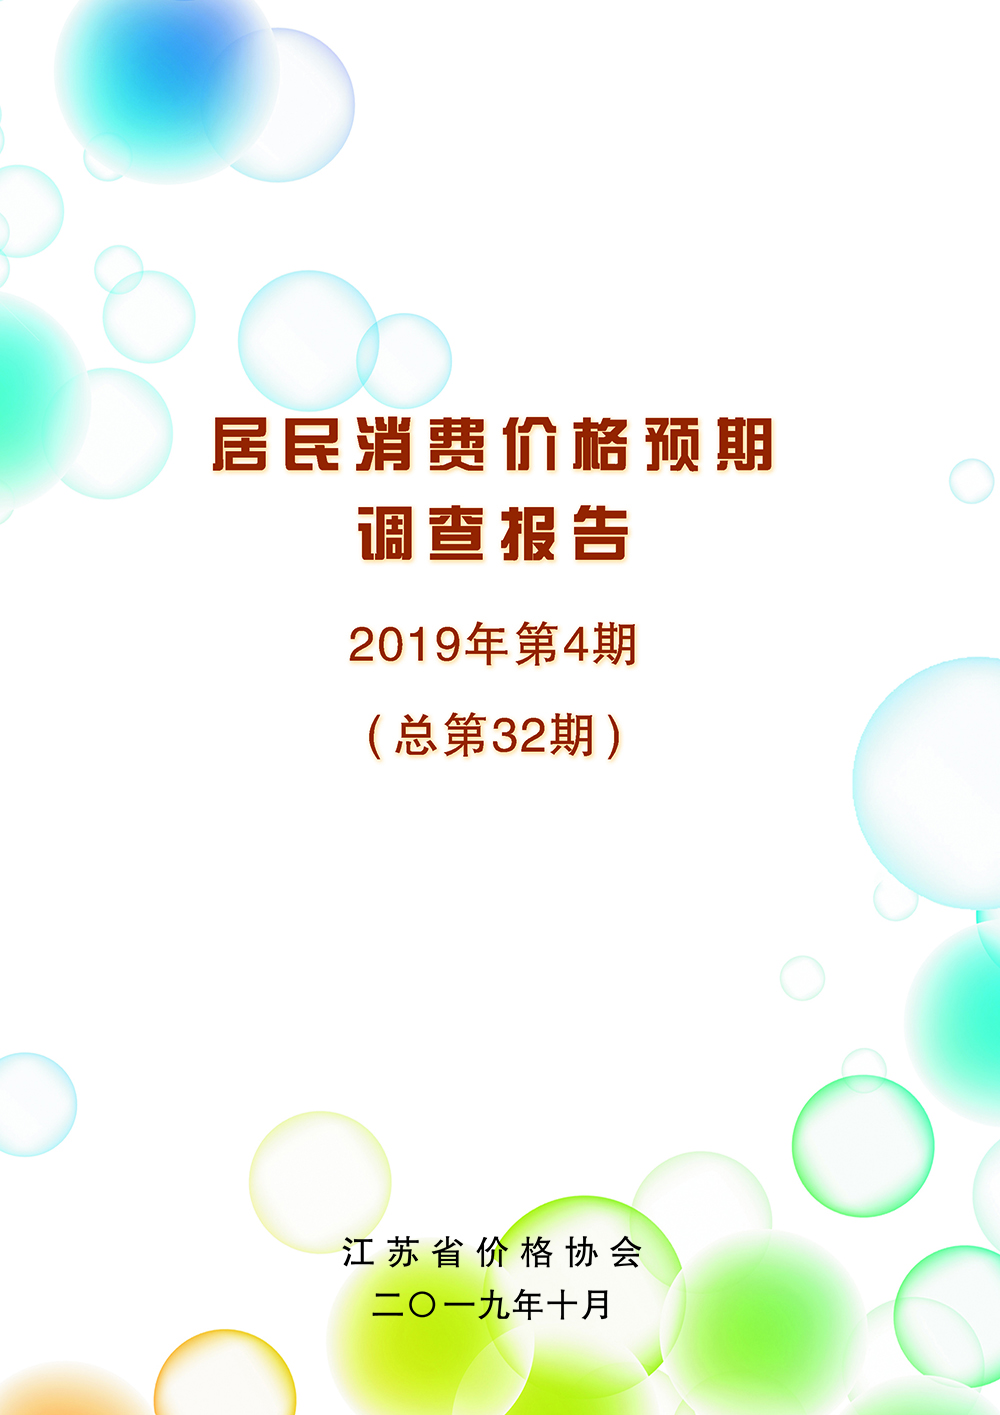 居民消费价格预期
调查报告
2019年第4期
（总第32期）
江苏省价格协会
二〇一九年十月